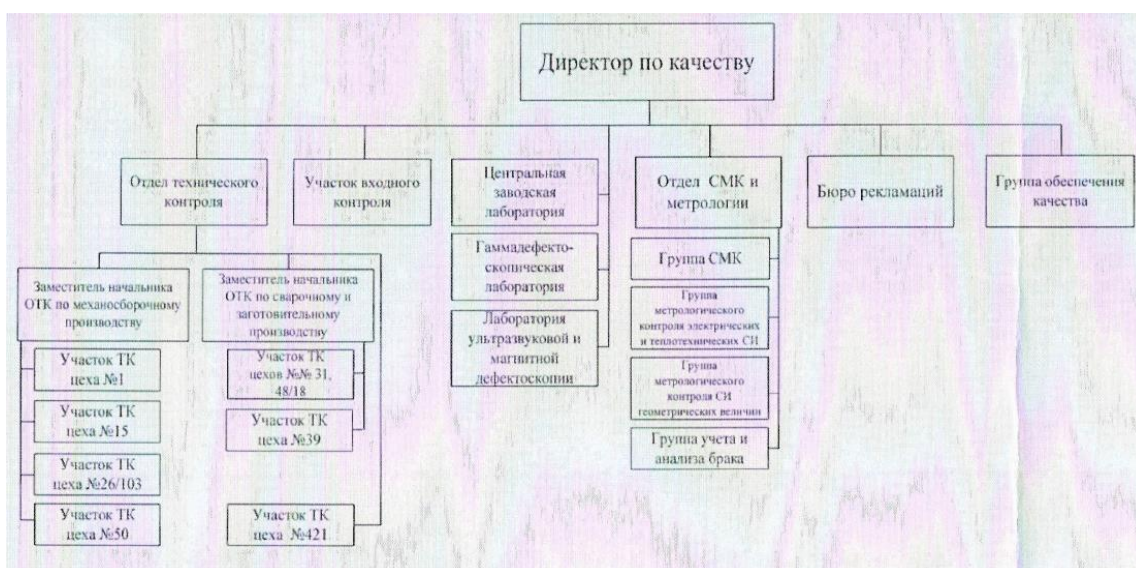 Директор по качеству
Отдел технического
контроля
Участок входного
контроля
Центральная
заводская
лаборатория
Отдел СМК и
метрологии
Бюро рекламаций
Группа обеспечения
качества
Гаммадефекто-
скопическая
лаборатория
Лаборатория
ультразвуковой и
магнитной
дефектоскопии
Группа СМК
Группа
метрологического
контроля электрических
и теплотехнических СИ
Группа
метрологического
контроля СИ
геометрических величин
Группа учета и
анализа брака
Заместитель начальника
ОТК по механосборочному
производству
Участок ТК
цеха №1
Участок ТК
цеха №15
Участок ТК
цеха №26/103
Участок ТК
цеха №50
Заместитель начальника
ОТК по сварочному и
заготовительному
производству
Участок ТК
цехов №№ 31,
48/18
Участок ТК
цеха №39
Участок ТК
цеха №421